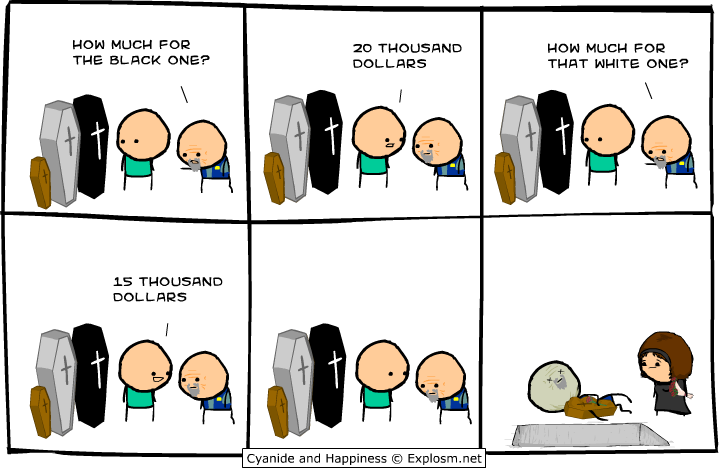 HOW MUCH FOR
THE BLACK ONE?
20 THOUSAND
DOLLARS
HOW MUCH FOR
THAT WHITE ONE?
15 THOUSAND
DOLLARS
Cyanide and Happiness © Explosm.net